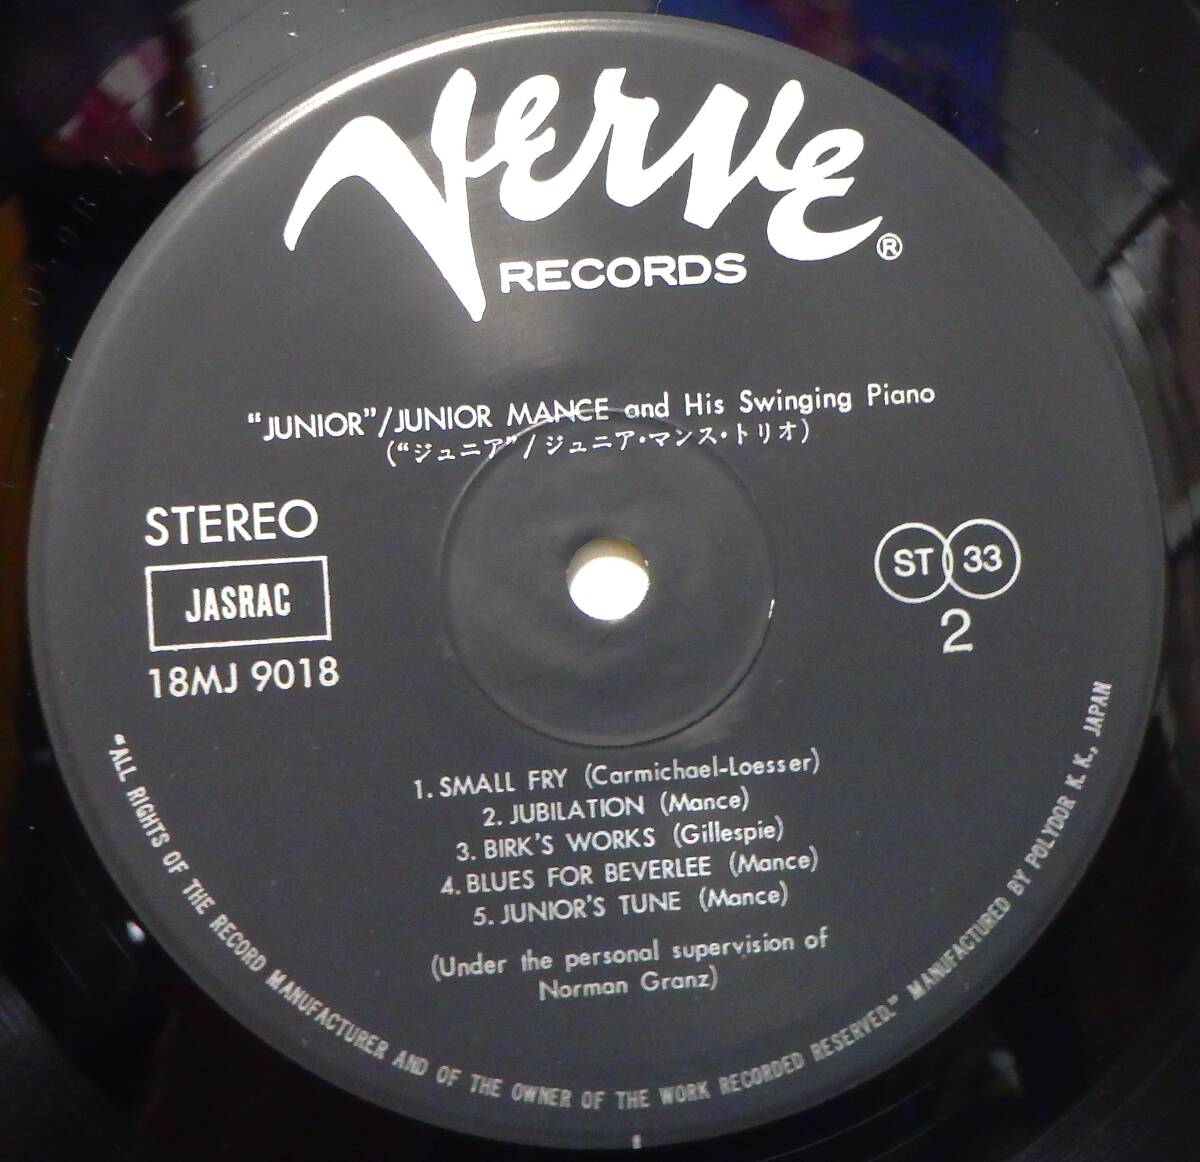 VERVE
RECORDS ®
"JUNIOR"/JUNIOR MANCE and His Swinging Piano
("ジュニア"/ジュニア・マンス・トリオ)
STEREO
JASRAC
18MJ 9018
ST 33
2
1. SMALL FRY (Carmichael-Loesser)
2. JUBILATION (Mance)
3. BIRK'S WORKS (Gillespie)
4. BLUES FOR BEVERLEE (Mance)
5. JUNIOR'S TUNE (Mance)
(Under the personal supervision of
Norman Granz)
"ALL RIGHTS OF THE RECORD MANUFACTURER AND OF THE OWNER OF THE WORK RECORDED RESERVED." MANUFACTURED BY POLYDOR K. K., JAPAN